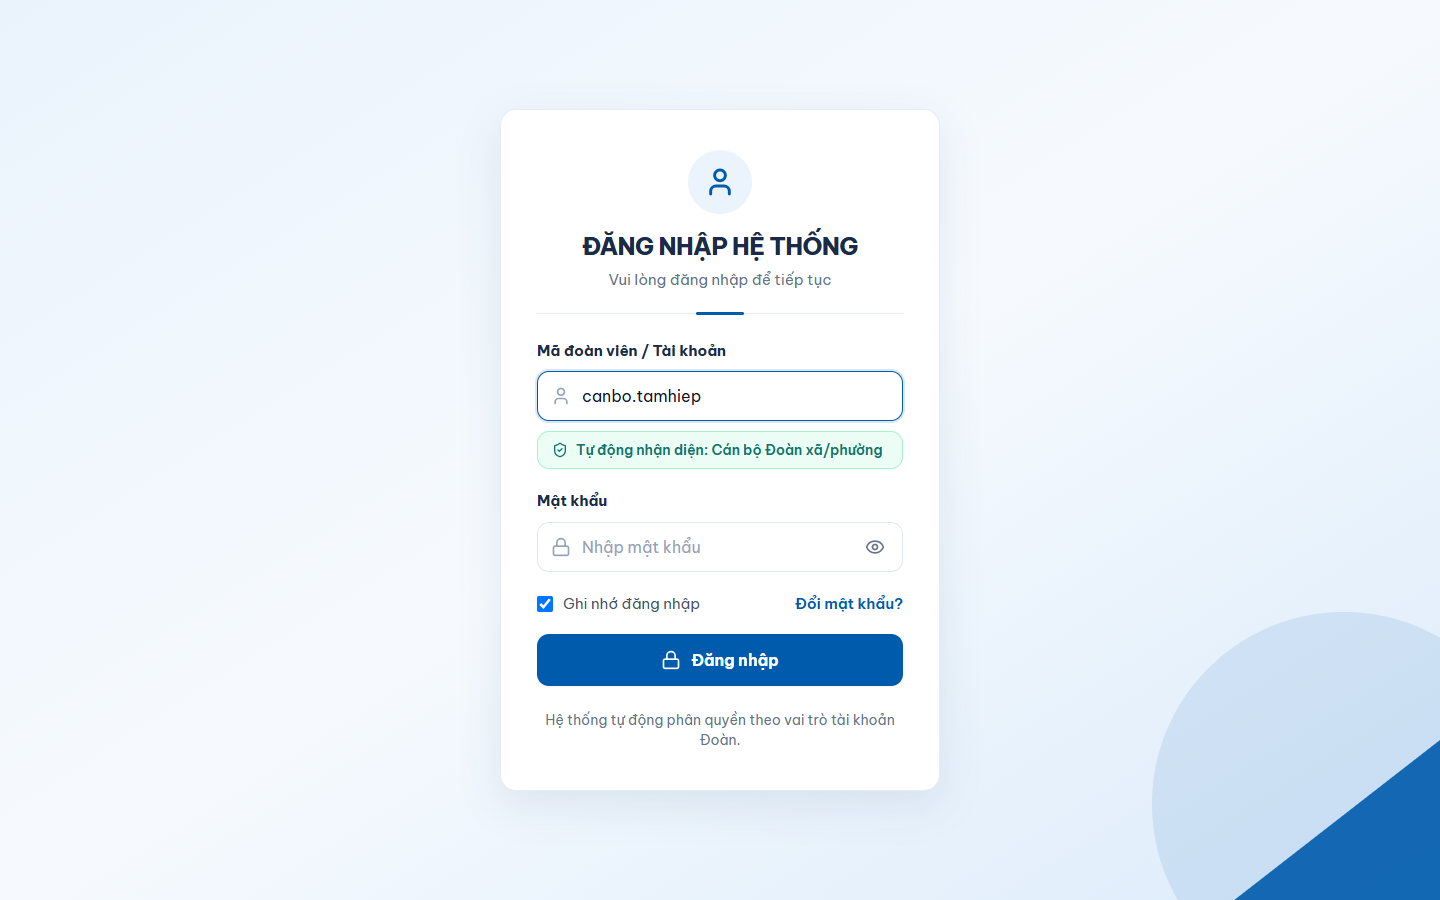 ĐĂNG NHẬP HỆ THỐNG
Vui lòng đăng nhập để tiếp tục
Mã đoàn viên / Tài khoản
canbo.tamhiep
Tự động nhận diện: Cán bộ Đoàn xã/phường
Mật khẩu
Nhập mật khẩu
Ghi nhớ đăng nhập
Đổi mật khẩu?
Đăng nhập
Hệ thống tự động phân quyền theo vai trò tài khoản
Đoàn.